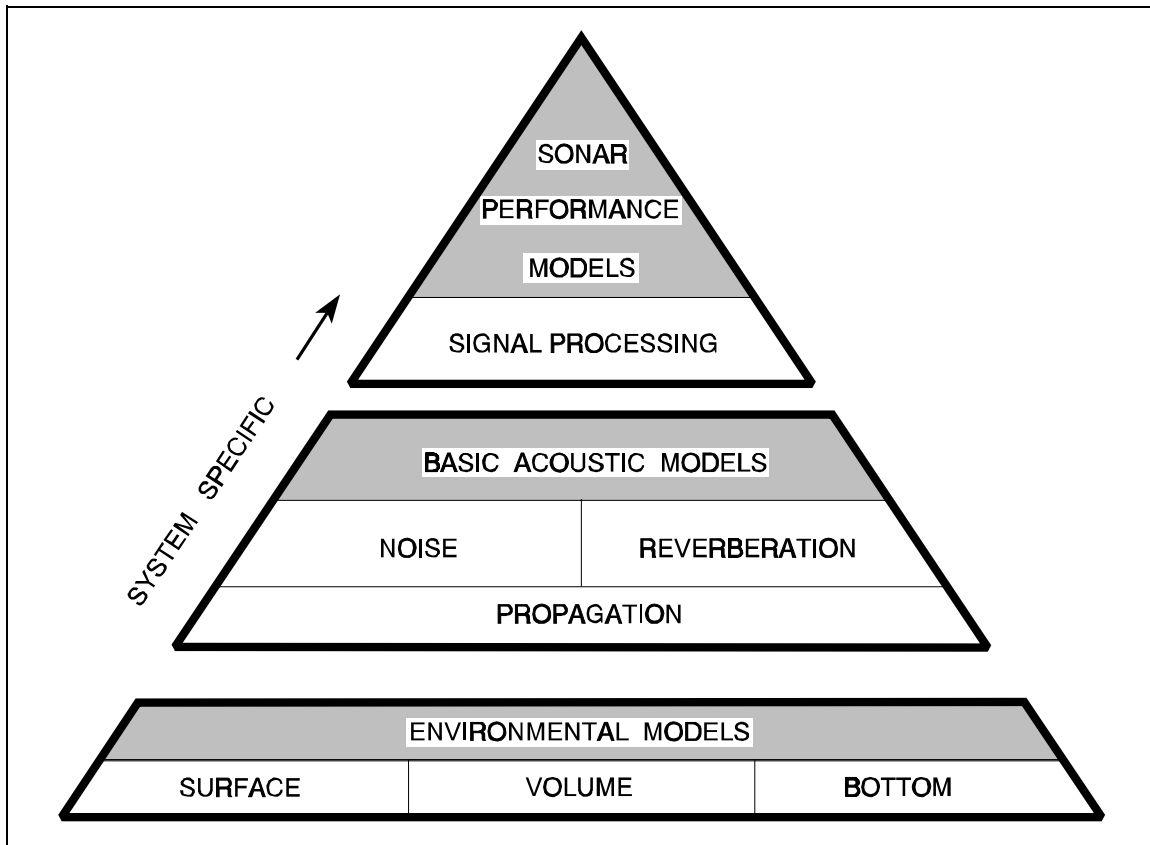 SONAR
PERFORMANCE
MODELS
SIGNAL PROCESSING
SYSTEM SPECIFIC
BASIC ACOUSTIC MODELS
NOISE
REVERBERATION
PROPAGATION
ENVIRONMENTAL MODELS
SURFACE
VOLUME
BOTTOM